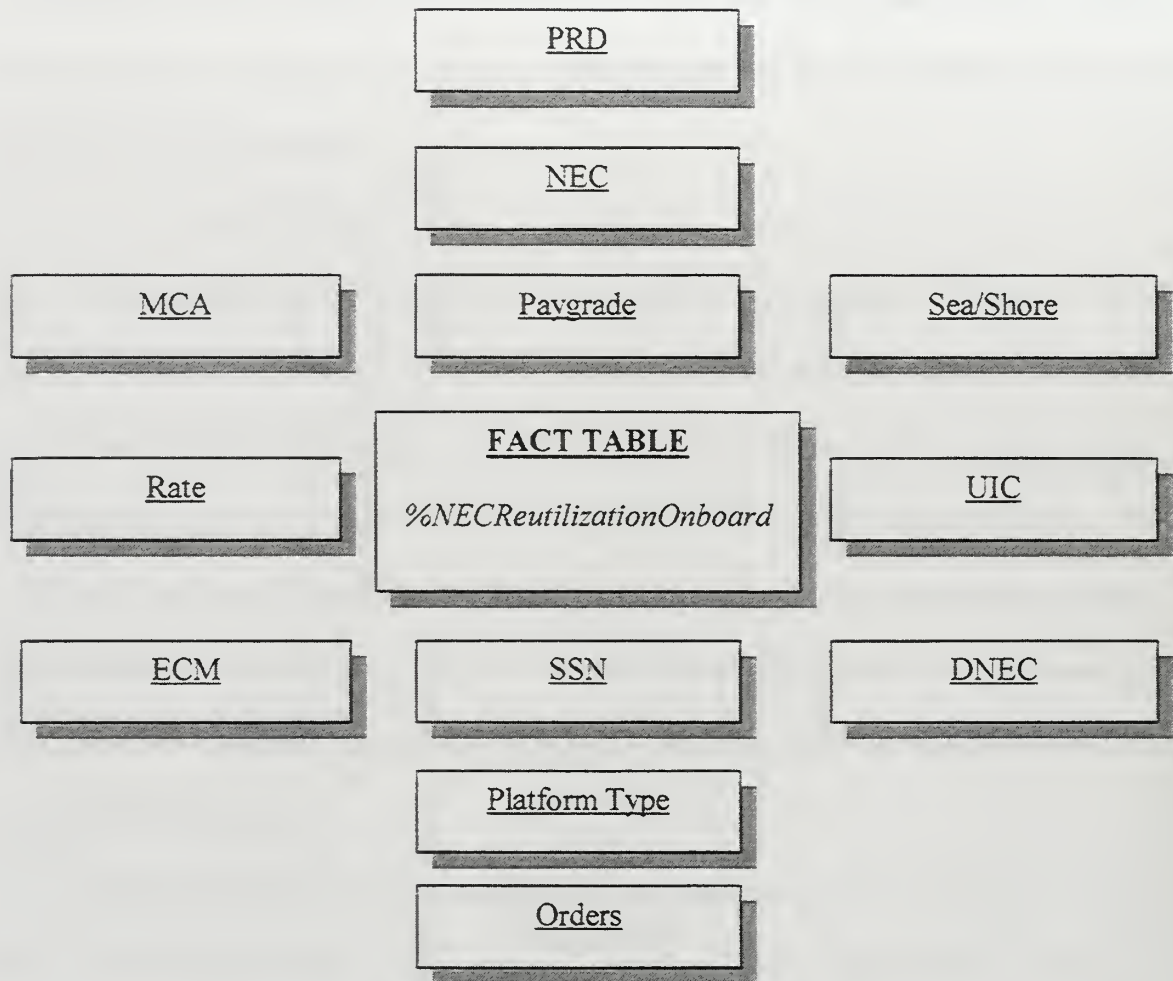 PRD
NEC
MCA
Paygrade
Sea/Shore
FACT TABLE
Rate
%NECReutilizationOnboard
UIC
ECM
SSN
DNEC
Platform Type
Orders